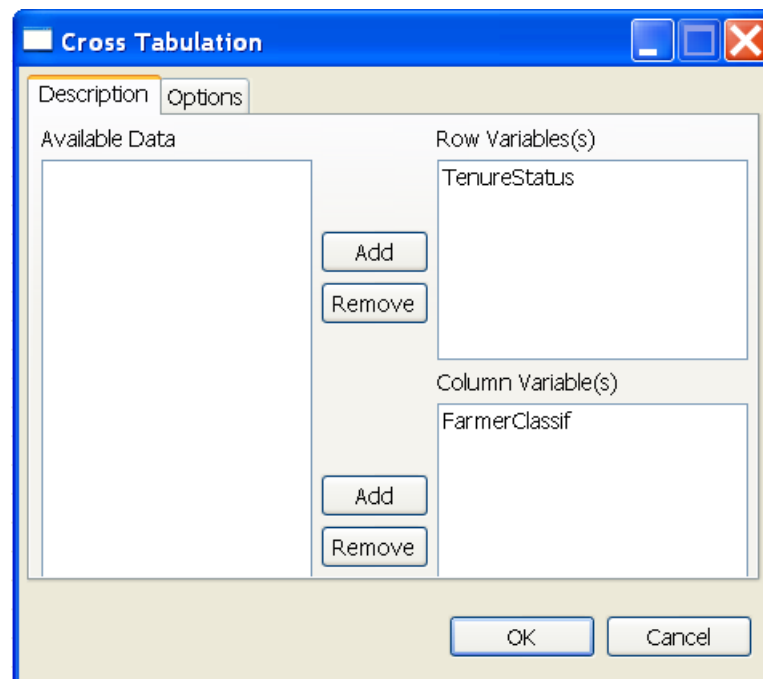 Cross Tabulation
Description Options
Available Data
Row Variables(s)
TenureStatus
Add
Remove
Column Variable(s)
FarmerClassif
Add
Remove
OK Cancel